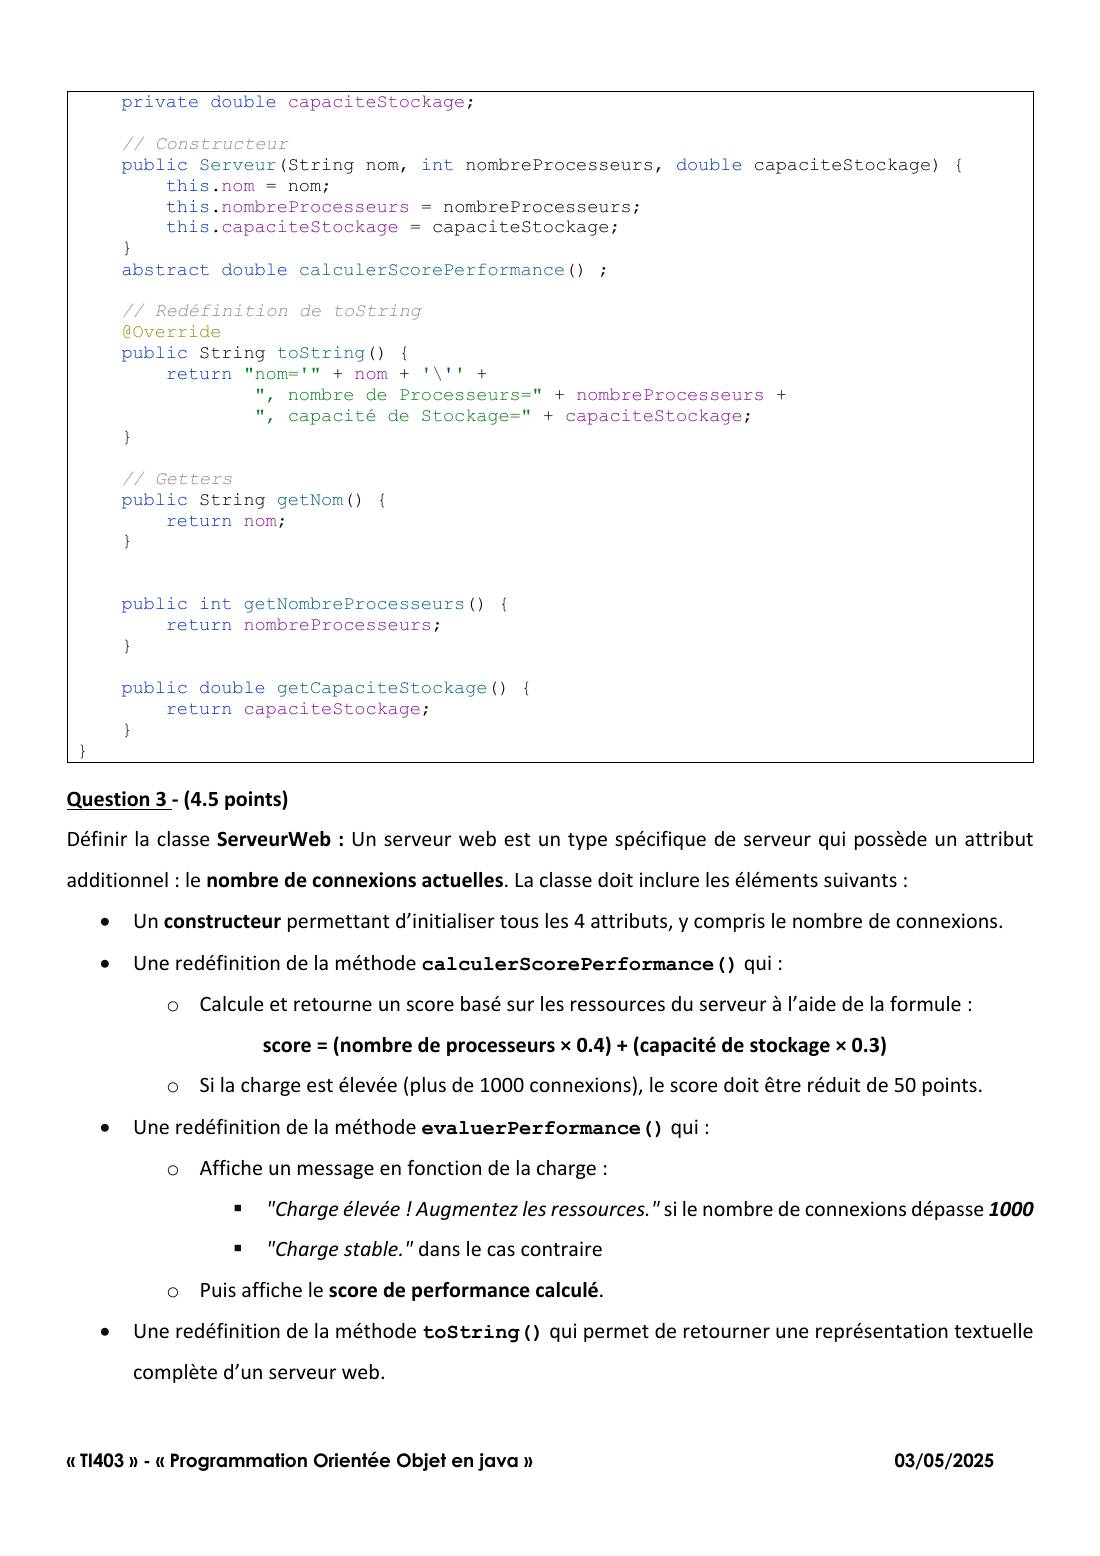 private double capaciteStockage;
// Constructeur
public Serveur(String nom, int nombreProcesseurs, double capaciteStockage) {
this.nom = nom;
this.nombreProcesseurs = nombreProcesseurs;
this.capaciteStockage = capaciteStockage;
}
abstract double calculerScorePerformance() ;
// Redéfinition de toString
@Override
public String toString() {
return "nom='" + nom + '\'' +
", nombre de Processeurs=" + nombreProcesseurs +
", capacité de Stockage=" + capaciteStockage;
}
// Getters
public String getNom() {
return nom;
}
public int getNombreProcesseurs() {
return nombreProcesseurs;
}
public double getCapaciteStockage() {
return capaciteStockage;
}
}
Question 3 - (4.5 points)
Définir la classe ServeurWeb : Un serveur web est un type spécifique de serveur qui possède un attribut
additionnel : le nombre de connexions actuelles. La classe doit inclure les éléments suivants :
• Un constructeur permettant d’initialiser tous les 4 attributs, y compris le nombre de connexions.
• Une redéfinition de la méthode calculerScorePerformance() qui :
o Calcule et retourne un score basé sur les ressources du serveur à l’aide de la formule :
score = (nombre de processeurs × 0.4) + (capacité de stockage × 0.3)
o Si la charge est élevée (plus de 1000 connexions), le score doit être réduit de 50 points.
• Une redéfinition de la méthode evaluerPerformance() qui :
o Affiche un message en fonction de la charge :
▪ "Charge élevée ! Augmentez les ressources." si le nombre de connexions dépasse 1000
▪ "Charge stable." dans le cas contraire
o Puis affiche le score de performance calculé.
• Une redéfinition de la méthode toString() qui permet de retourner une représentation textuelle
complète d’un serveur web.
« TI403 » - « Programmation Orientée Objet en java » 03/05/2025